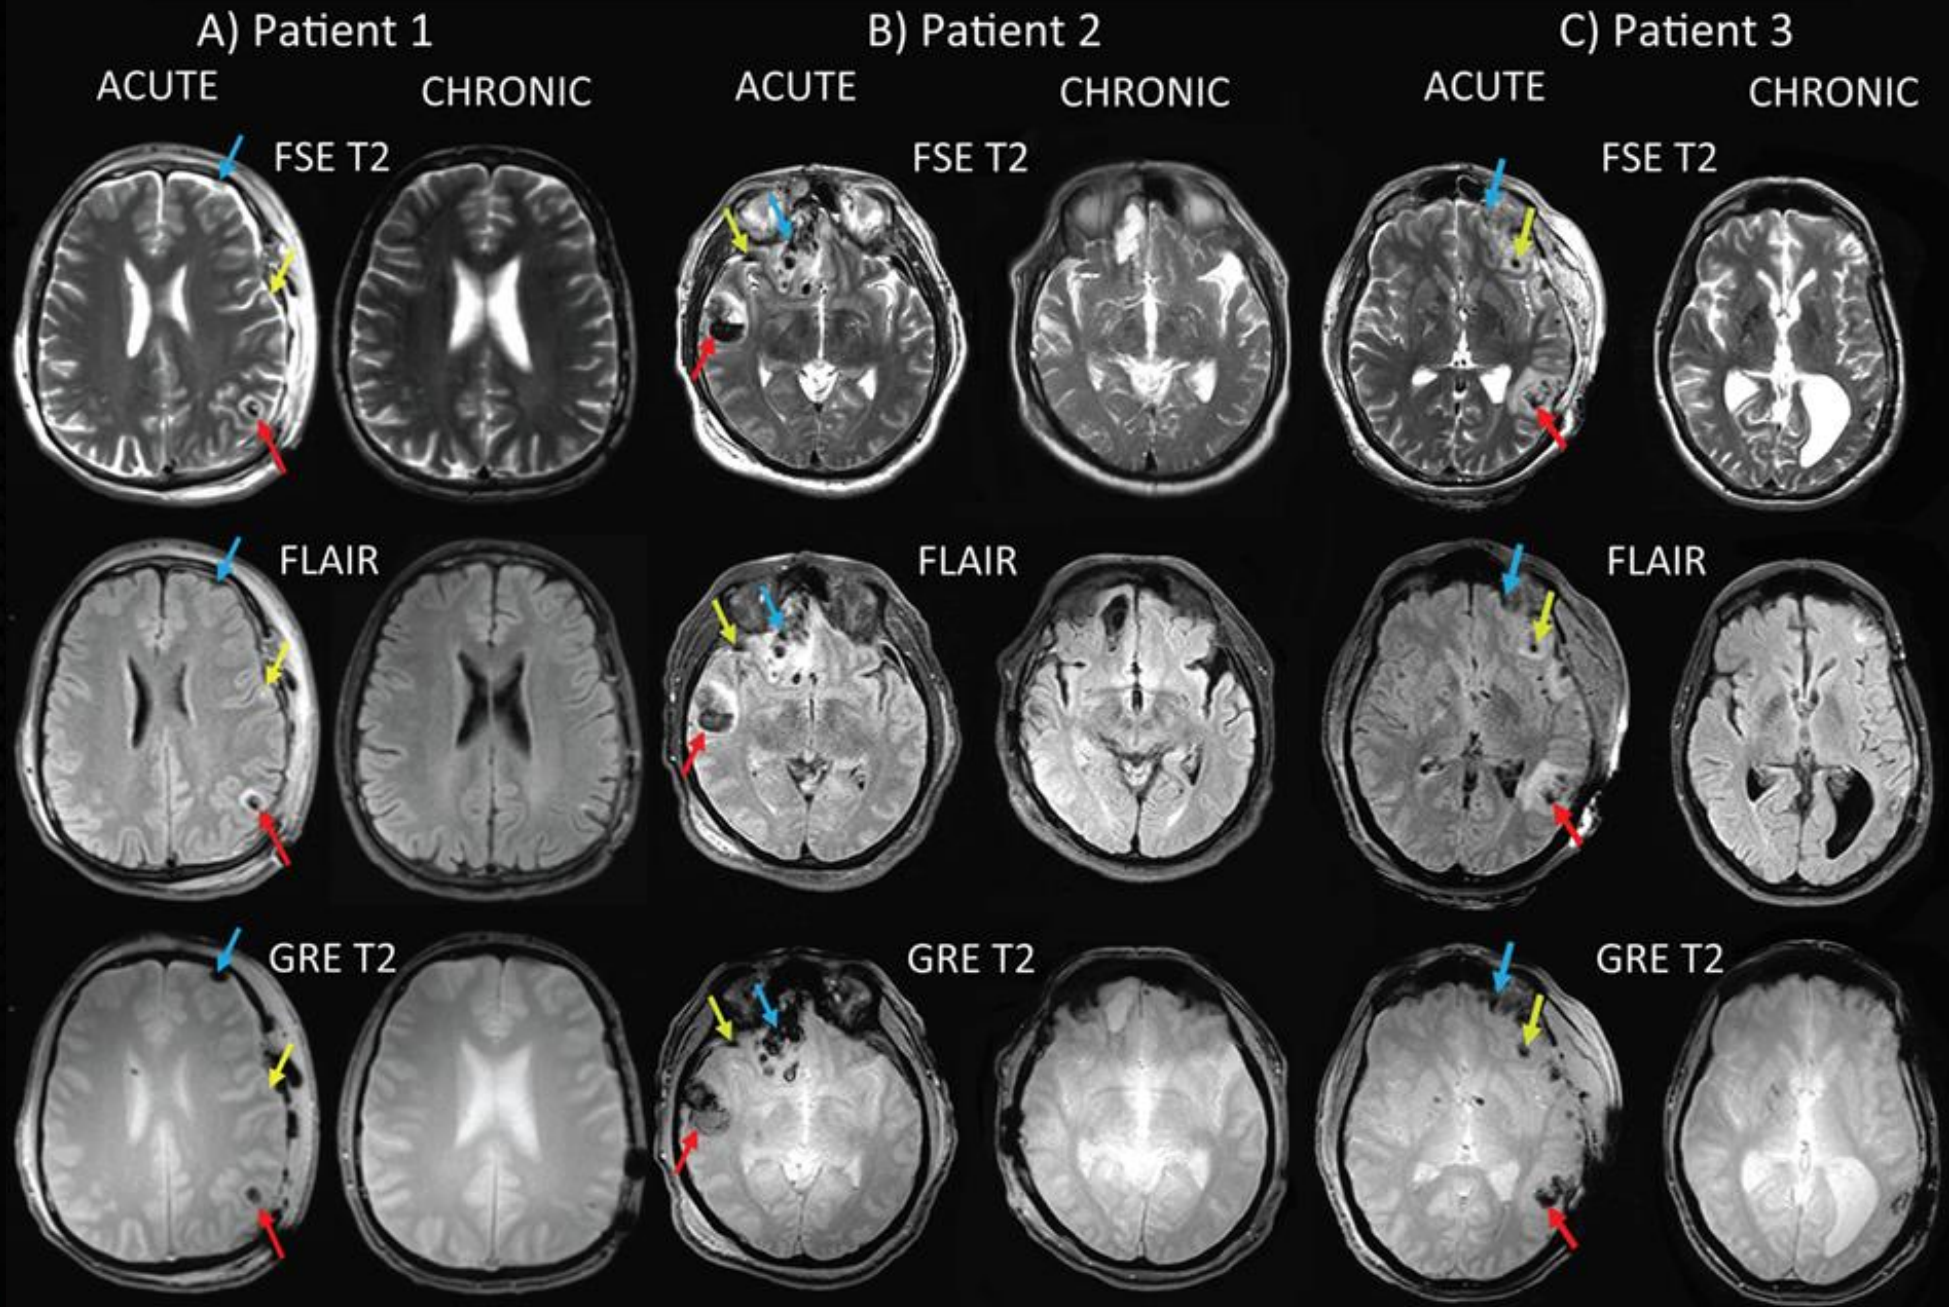 A) Patient 1
B) Patient 2
C) Patient 3
ACUTE
CHRONIC
ACUTE
CHRONIC
ACUTE
CHRONIC
FSE T2
FSE T2
FSE T2
FLAIR
FLAIR
FLAIR
GRE T2
GRE T2
GRE T2